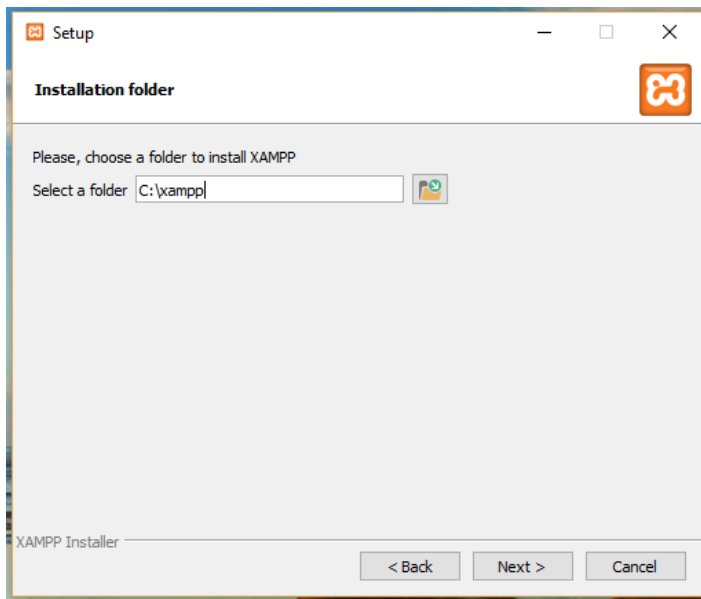 Setup
Installation folder
Please, choose a folder to install XAMPP
Select a folder C:\xampp
XAMPP Installer
< Back Next > Cancel